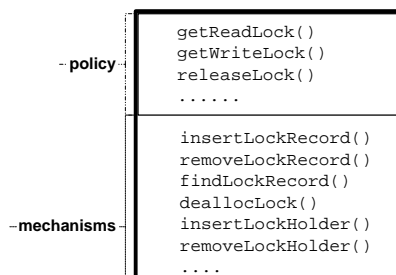 getReadLock()
getWriteLock()
policy
releaseLock()
......
insertLockRecord()
removeLockRecord()
findLockRecord()
deallocLock()
mechanisms
insertLockHolder()
removeLockHolder()
....